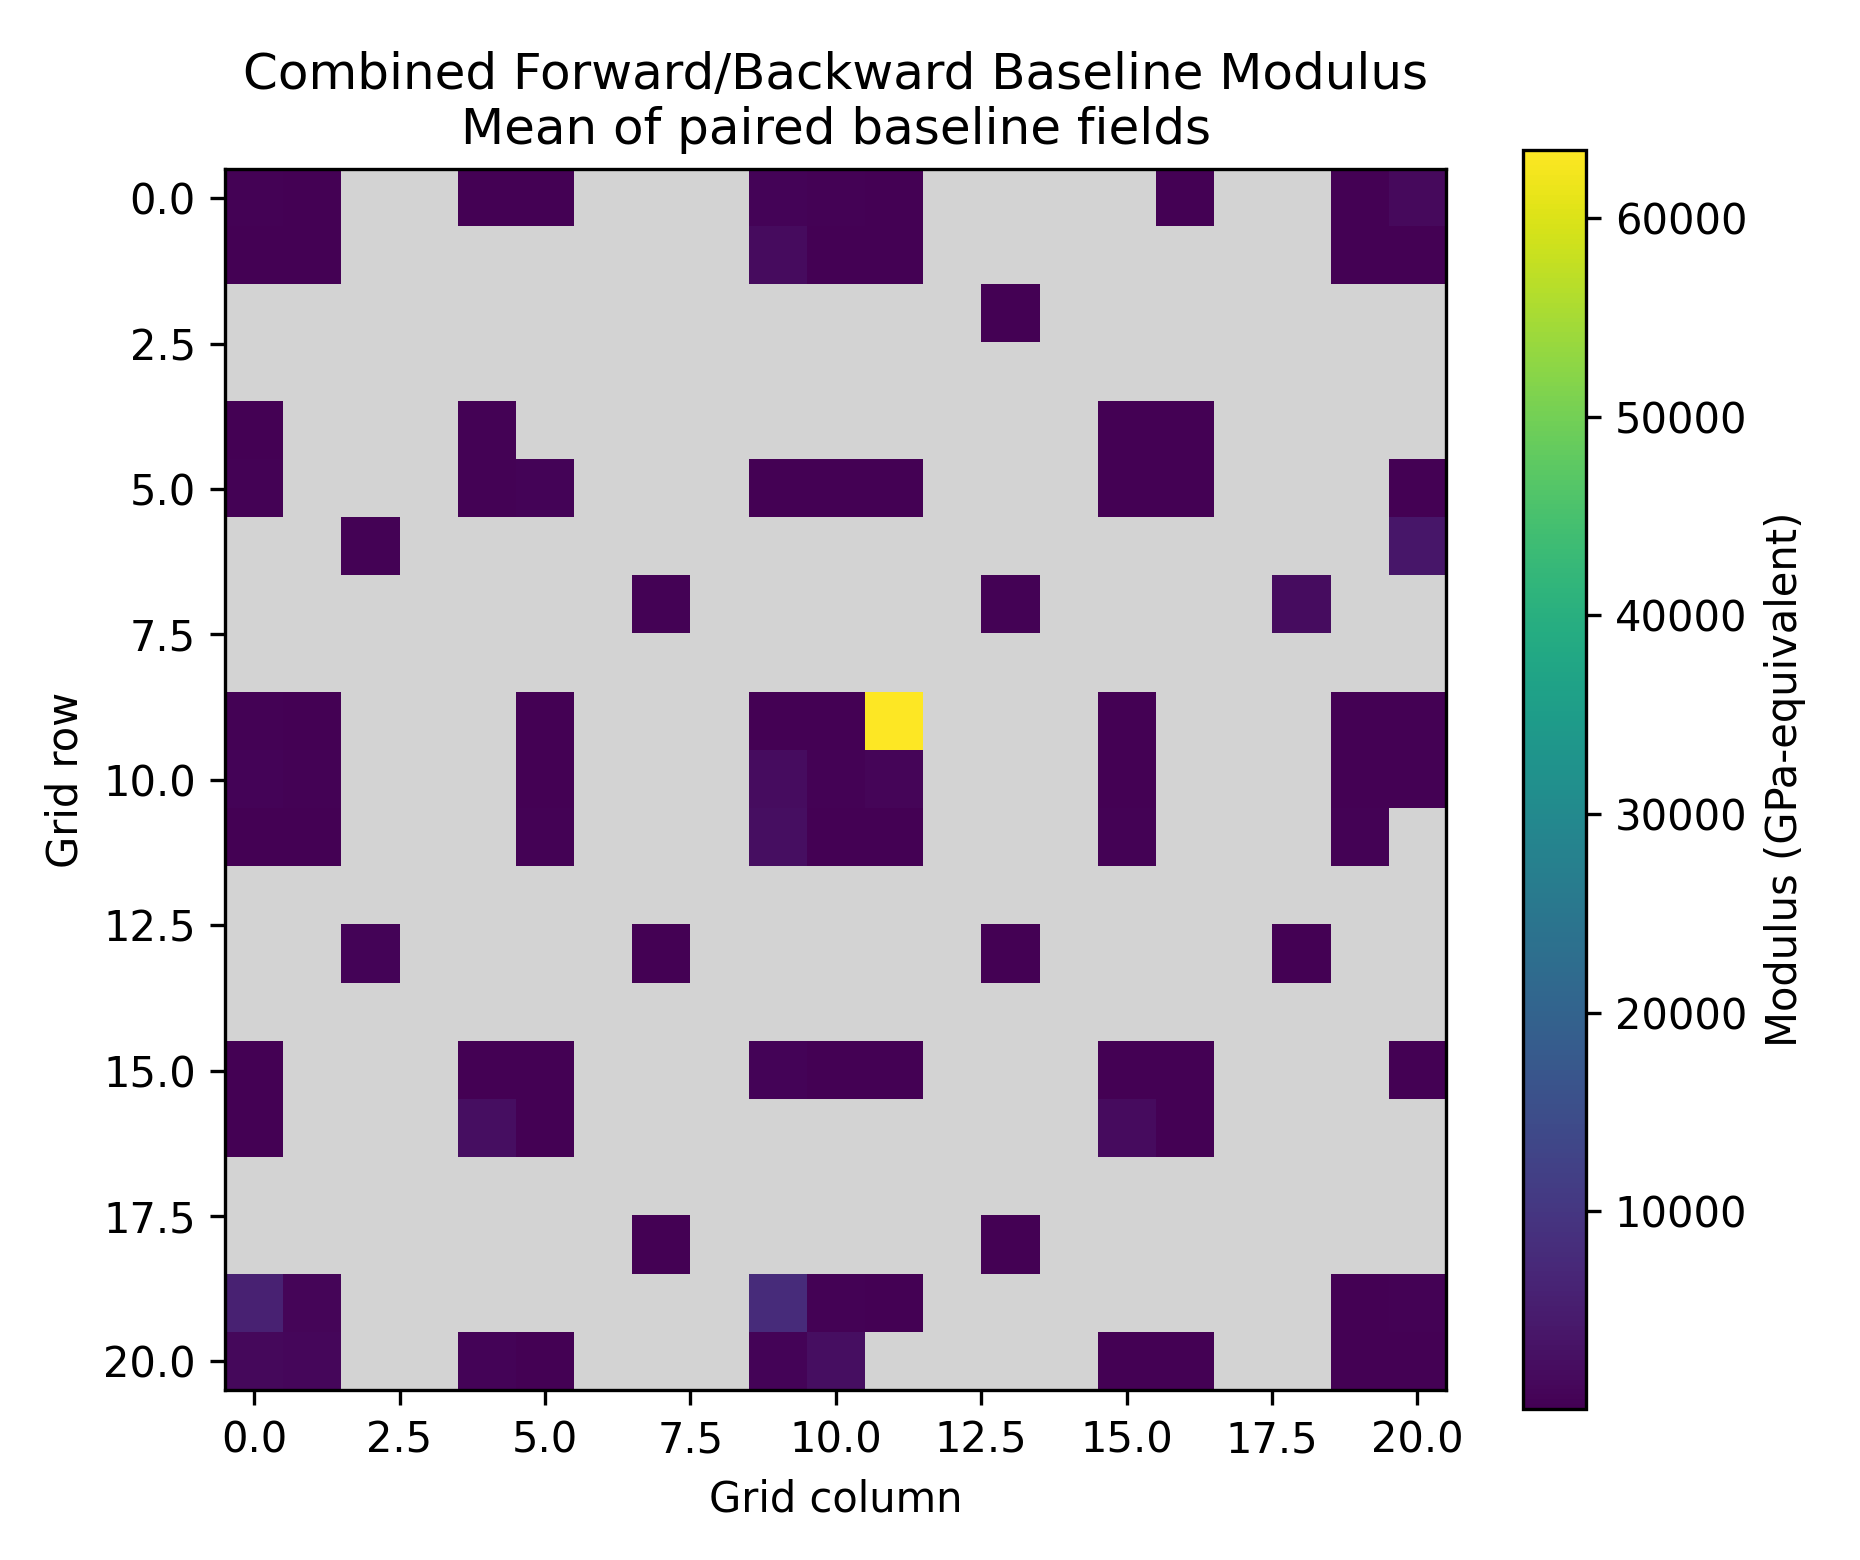 Combined Forward/Backward Baseline Modulus
Mean of paired baseline fields
0.0
2.5
5.0
7.5
10.0
12.5
15.0
17.5
20.0
Grid row
0.0 2.5 5.0 7.5 10.0 12.5 15.0 17.5 20.0
Grid column
60000
50000
40000
30000
20000
10000
Modulus (GPa-equivalent)